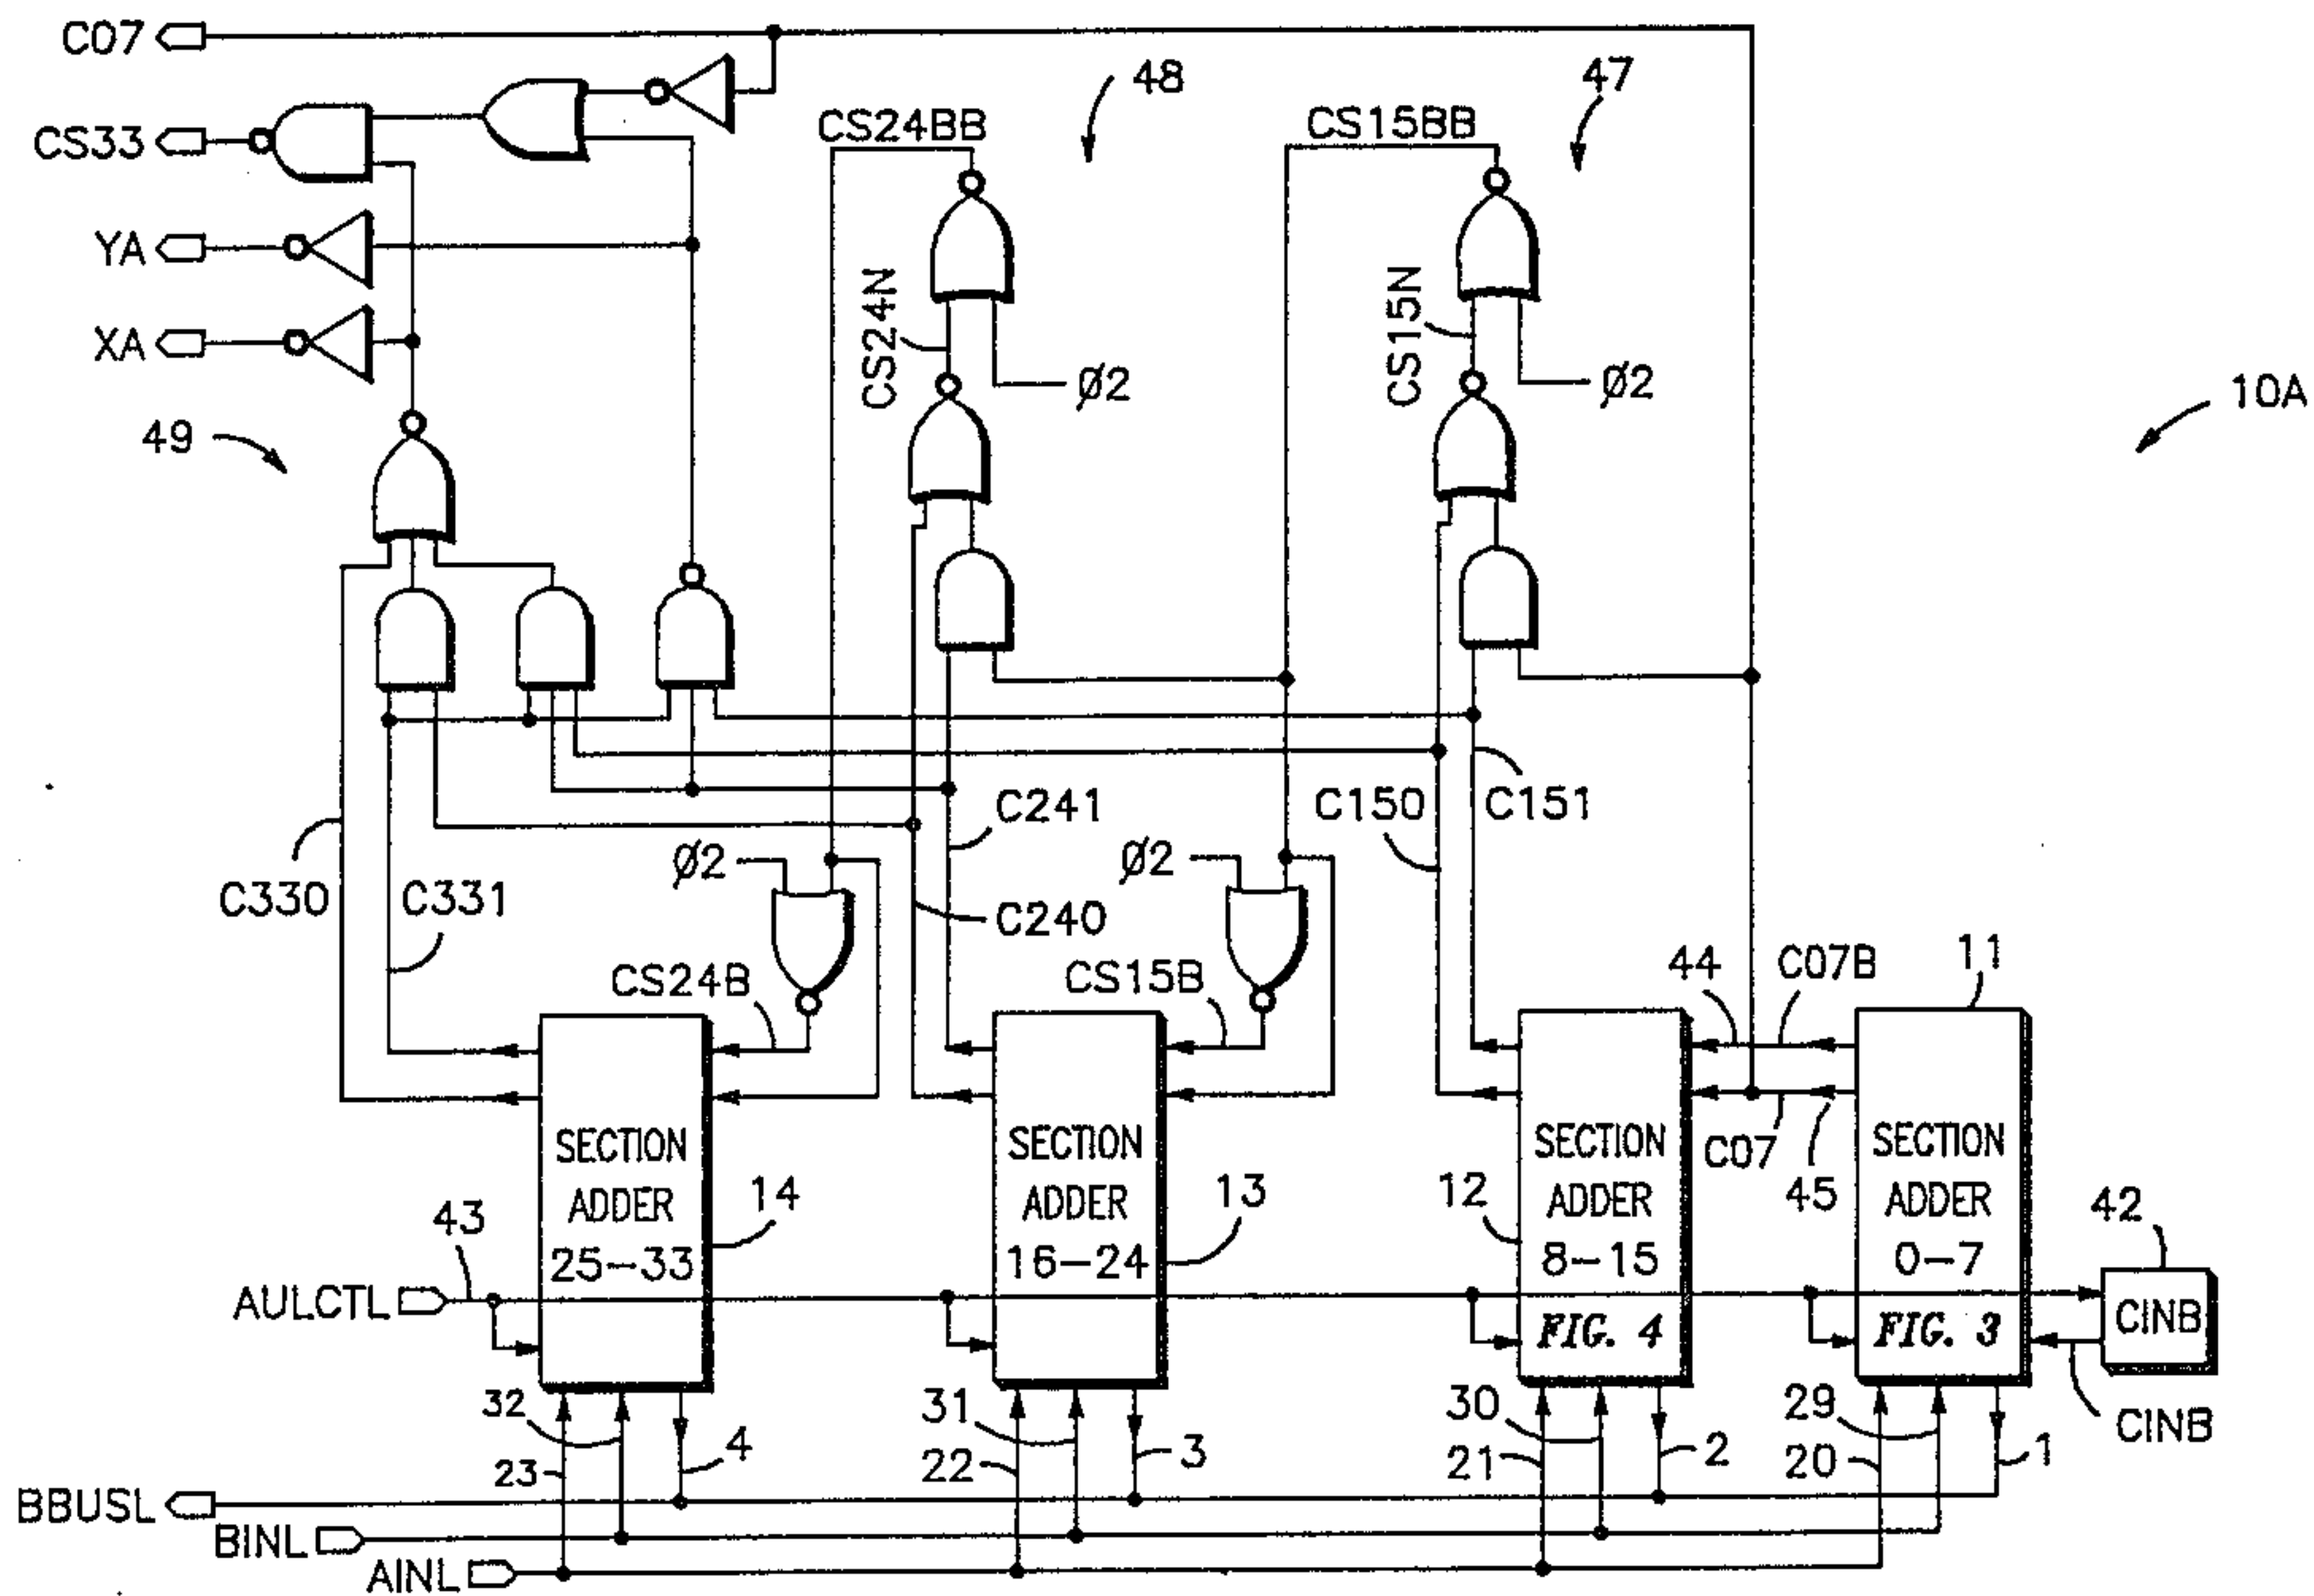 C07
48
47
CS24BB
CS15BB
CS33
YA
CS24N
CS15N
XA
Ø2
Ø2
10A
49
C241
C150
C151
Ø2
Ø2
C330
C331
C240
CS24B
CS15B
44
C07B
11
SECTION
ADDER
25-33
14
SECTION
ADDER
16-24
13
12
SECTION
ADDER
8-15
FIG. 4
C07
45
SECTION
ADDER
0-7
FIG. 3
42
CINB
43
AULCTL
32
23
4
31
22
3
30
21
2
29
20
1
CINB
BBUSL
BINL
AINL